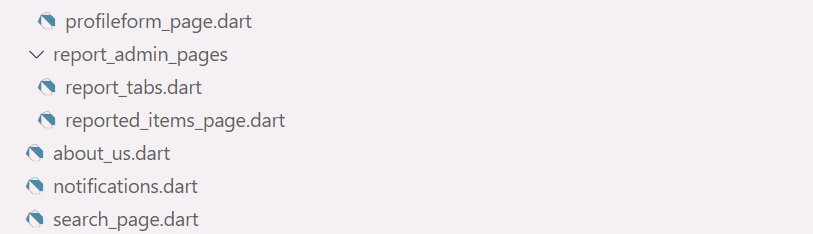 profileform_page.dart
report_admin_pages
report_tabs.dart
reported_items_page.dart
about_us.dart
notifications.dart
search_page.dart